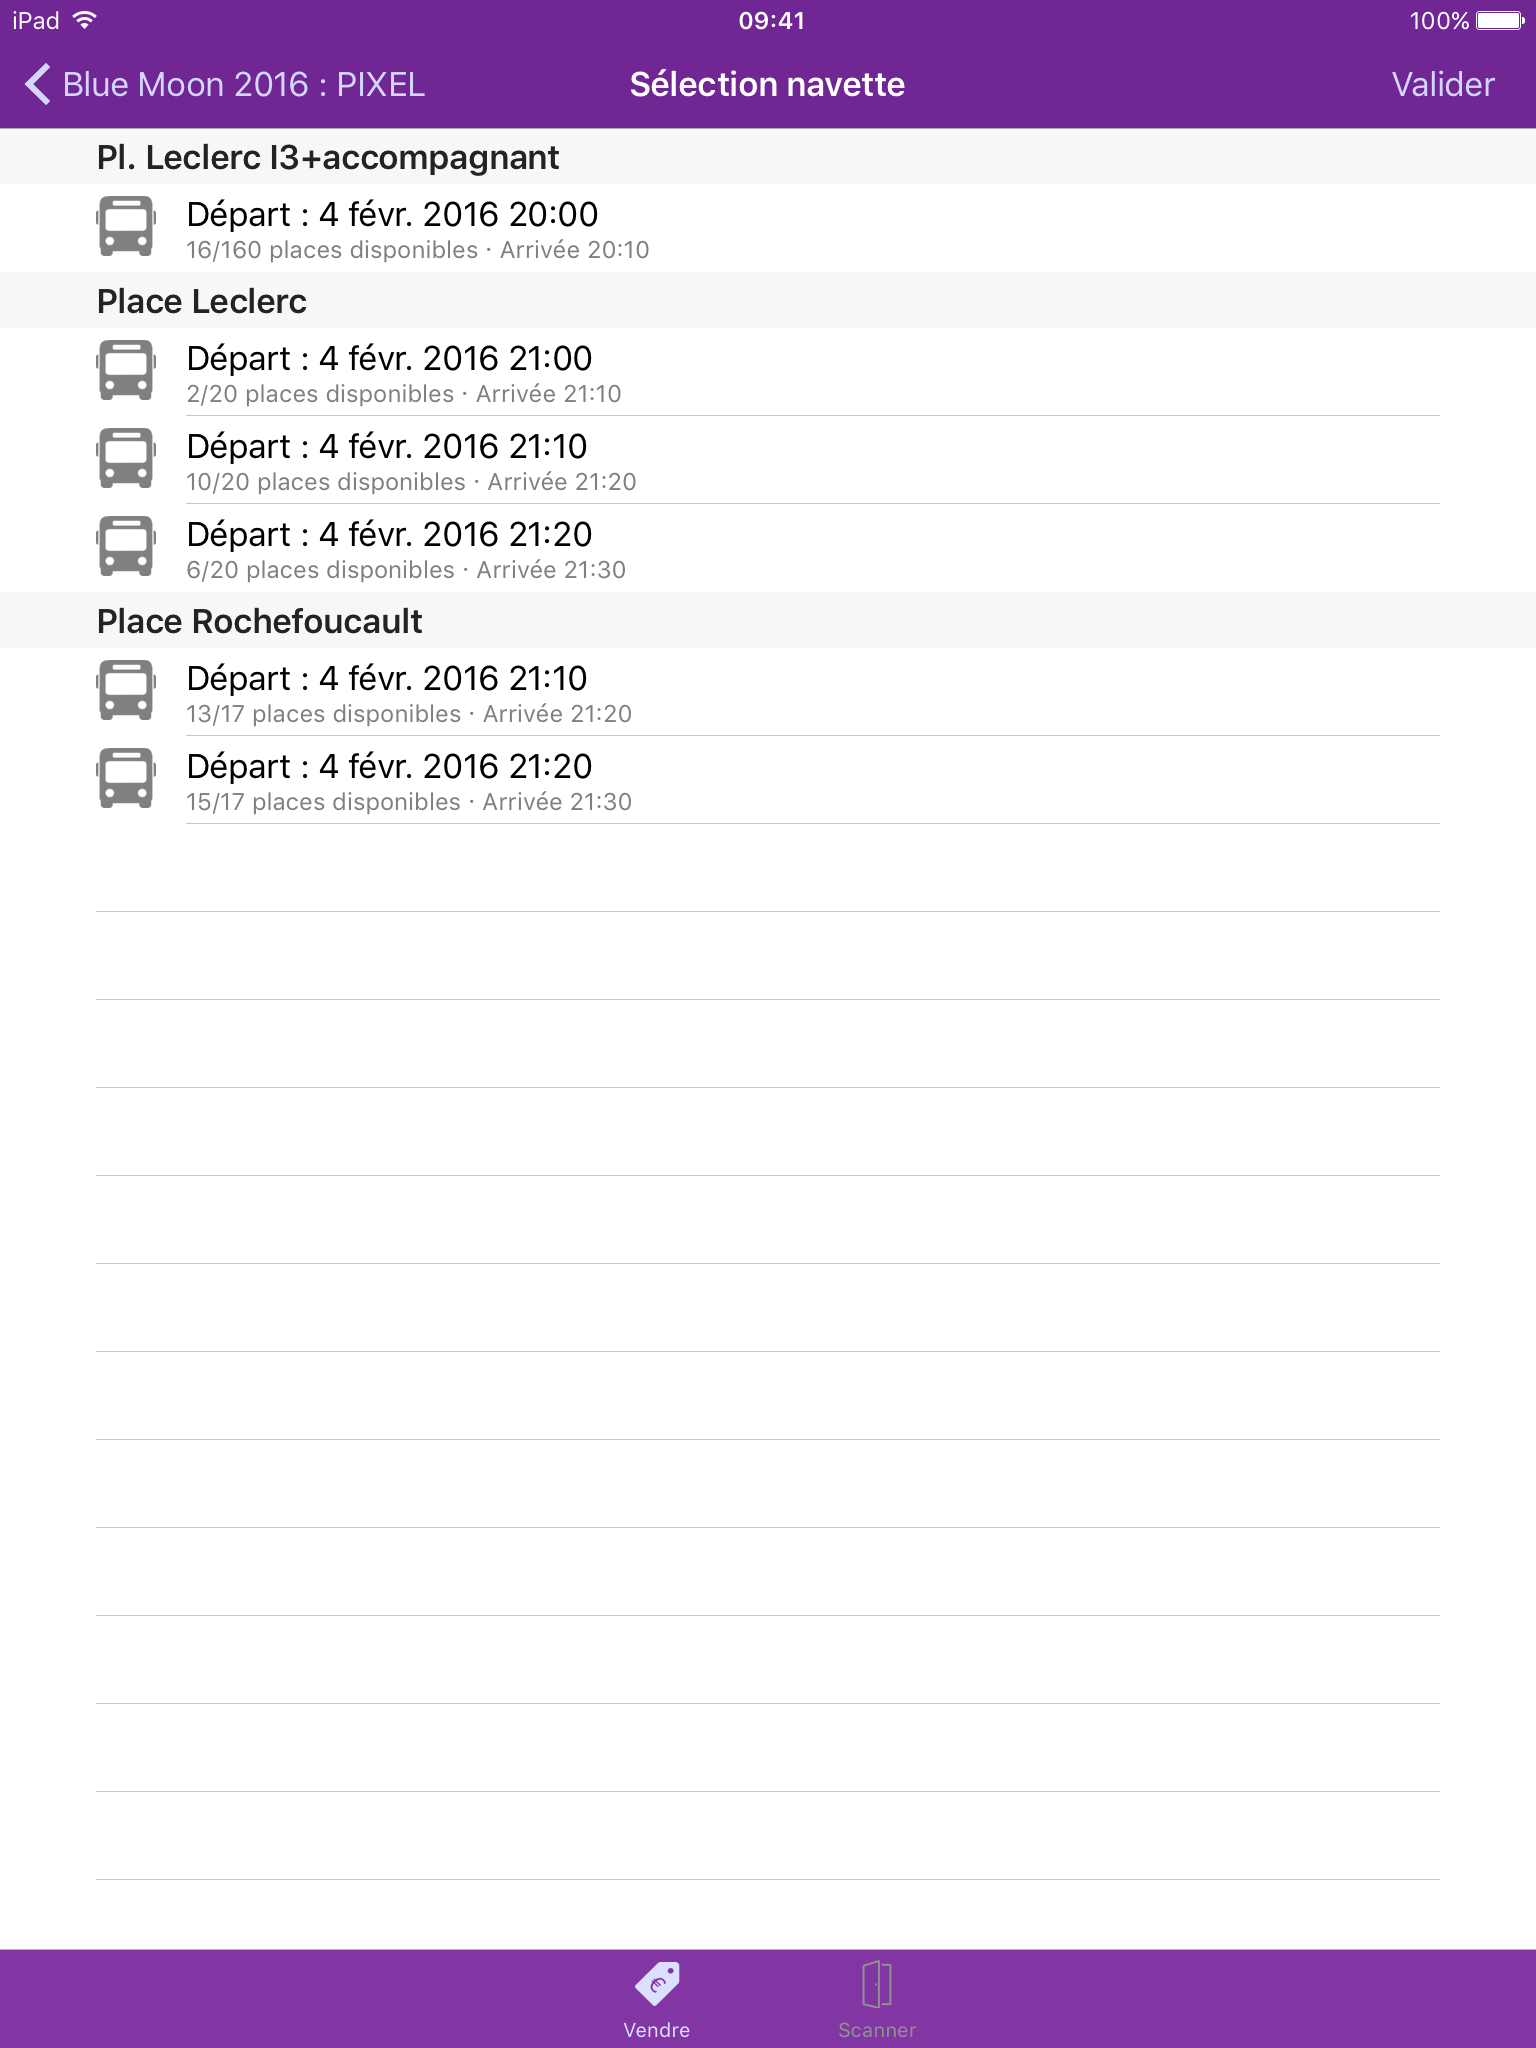 iPad 09:41 100%
Blue Moon 2016 : PIXEL Sélection navette Valider
Pl. Leclerc I3+accompagnant
Départ : 4 févr. 2016 20:00
16/160 places disponibles · Arrivée 20:10
Place Leclerc
Départ : 4 févr. 2016 21:00
2/20 places disponibles · Arrivée 21:10
Départ : 4 févr. 2016 21:10
10/20 places disponibles · Arrivée 21:20
Départ : 4 févr. 2016 21:20
6/20 places disponibles · Arrivée 21:30
Place Rochefoucault
Départ : 4 févr. 2016 21:10
13/17 places disponibles · Arrivée 21:20
Départ : 4 févr. 2016 21:20
15/17 places disponibles · Arrivée 21:30
€
Vendre Scanner